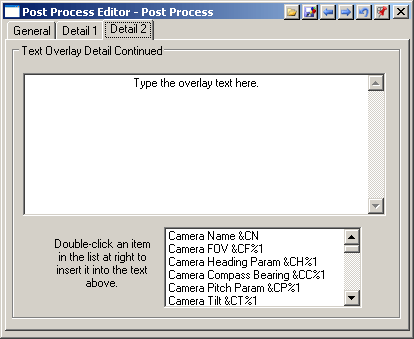 Post Process Editor - Post Process
General Detail 1 Detail 2
Text Overlay Detail Continued
Type the overlay text here.
Double-click an item
in the list at right to
insert it into the text
above.
Camera Name &CN
Camera FOV &CF%1
Camera Heading Param &CH%1
Camera Compass Bearing &CC%1
Camera Pitch Param &CP%1
Camera Tilt &CT%1